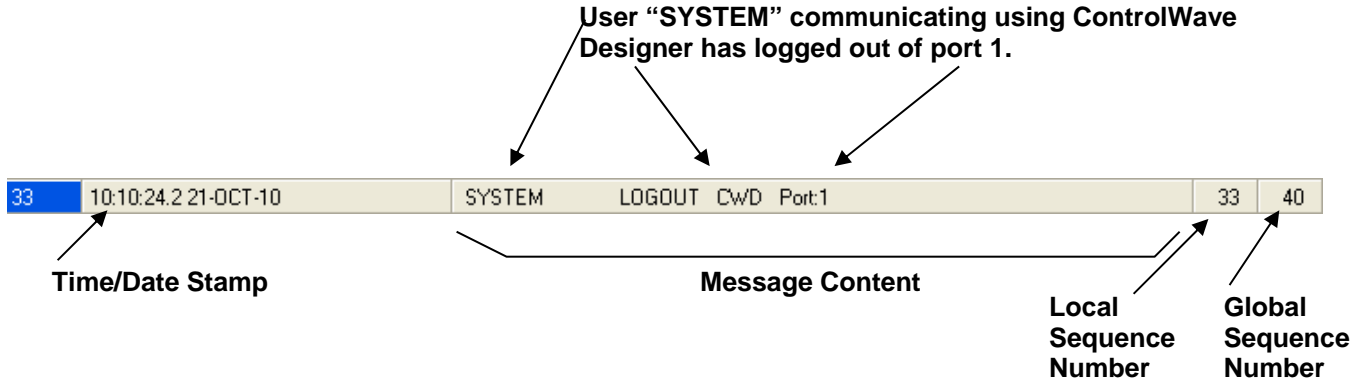 User “SYSTEM” communicating using ControlWave
Designer has logged out of port 1.
33 10:10:24.2 21-OCT-10 SYSTEM LOGOUT CWD Port:1 33 40
Time/Date Stamp
Message Content
Local
Sequence
Number
Global
Sequence
Number